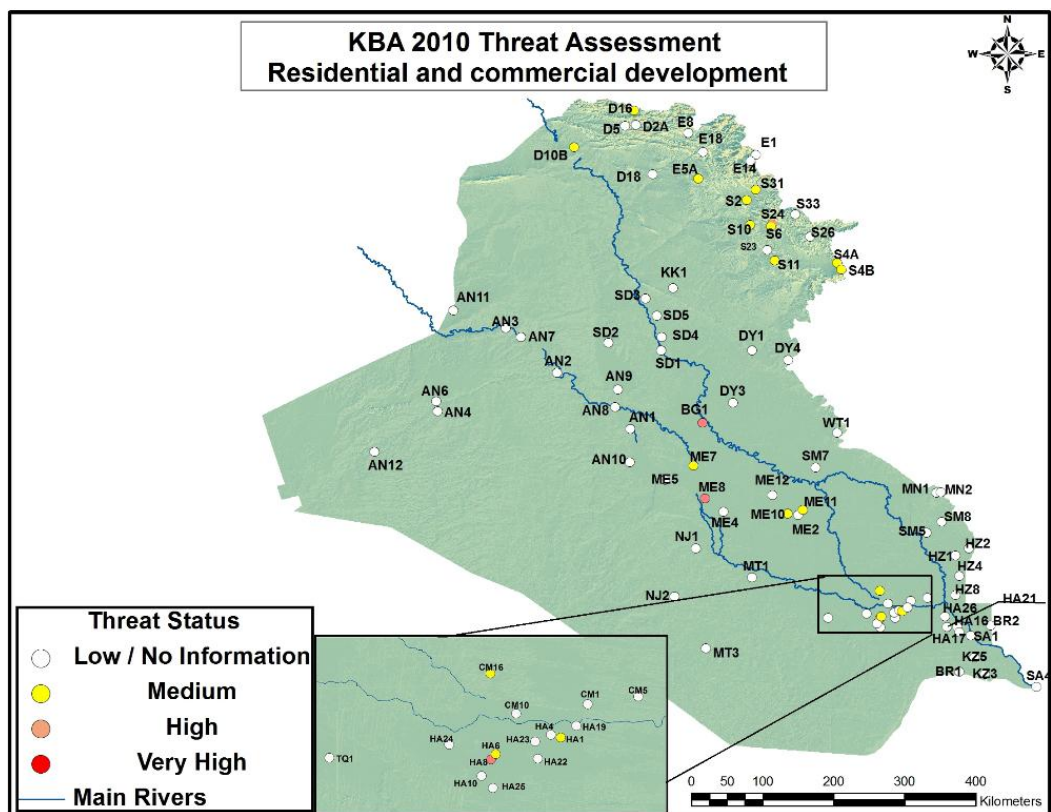 KBA 2010 Threat Assessment
Residential and commercial development
N
W E
S
D16
D5 D2A E8
E18 E1
D10B
E14
D18 E5A
S31
S2
S33
S24
S10 S6 S26
S23
S11 S4A
S4B
KK1
SD3
AN11
SD5
AN3
AN7 SD2 SD4
DY1
SD1 DY4
AN2
AN9
AN6 DY3
AN8 BG1
AN4
AN1
WT1
AN12 AN10 ME7 SM7
ME5 ME8 ME12
MN1 MN2
ME11
ME4 ME10
ME2 SM8
SM5
NJ1
HZ2
HZ1
MT1 HZ4
NJ2 HZ8 HA21
HA26
HA16 BR2
HA17 SA1
MT3
KZ5
BR1 KZ3 SA4
Threat Status
Low / No Information
Medium
High
Very High
Main Rivers
CM16
CM1 CM5
CM10
HA19
HA4
HA24 HA23 HA1
HA6
TQ1 HA8 HA22
HA10 HA25
0 50 100 200 300 400
Kilometers